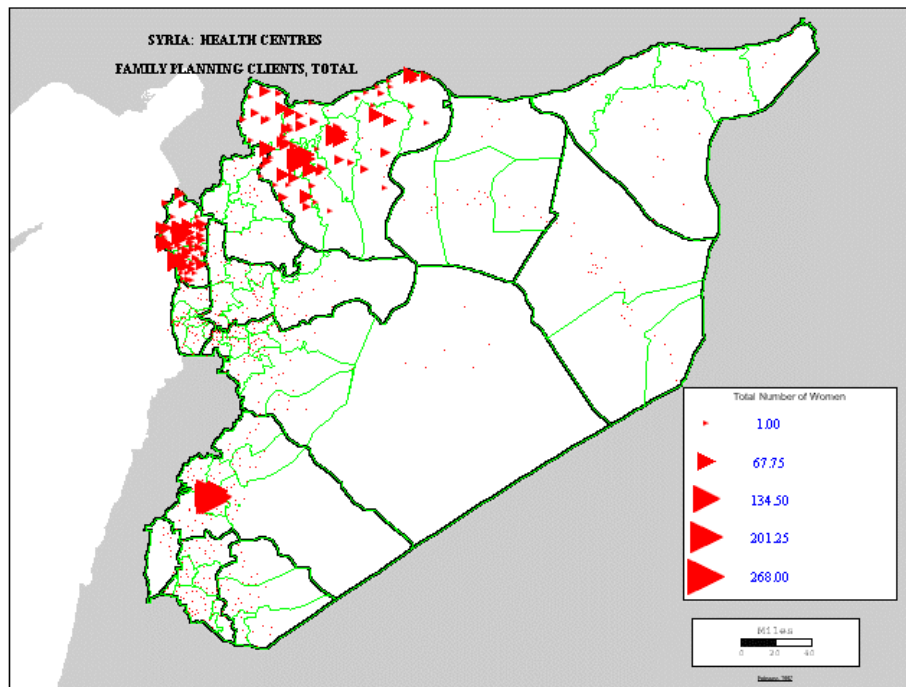 SYRIA: HEALTH CENTRES
FAMILY PLANNING CLIENTS, TOTAL
Total Number of Women
1.00
67.75
134.50
201.25
268.00
Miles
0 20 40